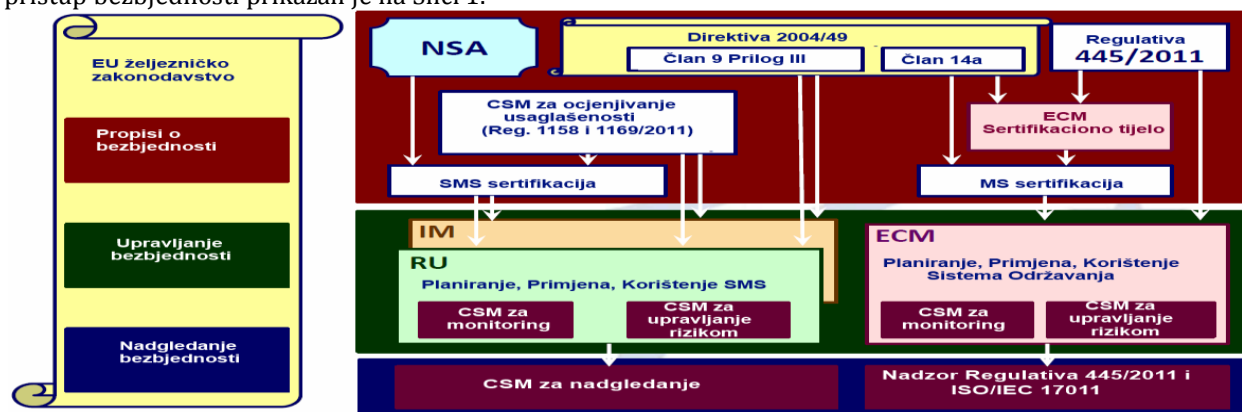 pristup bezbjednosti prikazan je na slici 1.
EU željezničko
zakonodavstvo
Propisi o
bezbjednosti
Upravljanje
bezbjednosti
Nadgledanje
bezbjednosti
NSA
Direktiva 2004/49
Član 9 Prilog III
Član 14a
Regulativa
445/2011
CSM za ocjenjivanje
usaglašenosti
(Reg. 1158 i 1169/2011)
ECM
Sertifikaciono tijelo
SMS sertifikacija
MS sertifikacija
IM
RU
Planiranje, Primjena, Korištenje SMS
CSM za
monitoring
CSM za
upravljanje
rizikom
ECM
Planiranje, Primjena, Korištenje
Sistema Održavanja
CSM za
monitoring
CSM za
upravljanje
rizikom
CSM za nadgledanje
Nadzor Regulativa 445/2011 i
ISO/IEC 17011